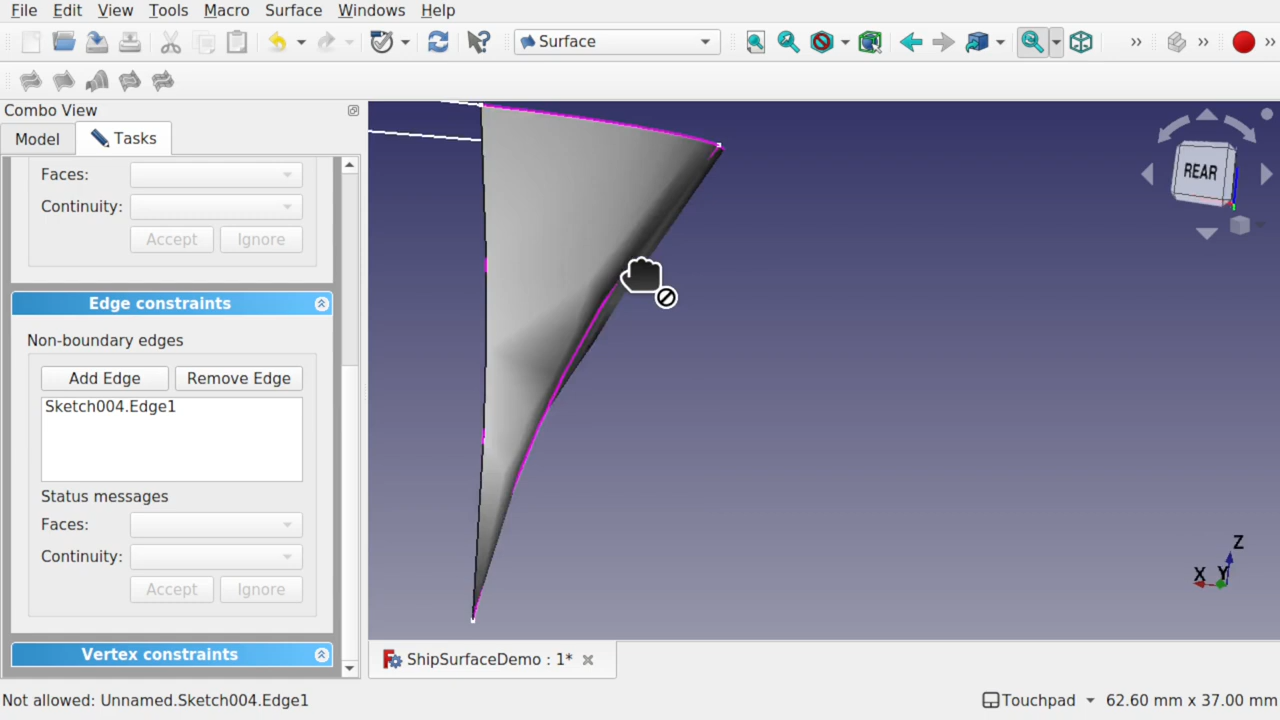 File Edit View Tools Macro Surface Windows Help
Surface
Combo View
Model Tasks
REAR
Faces:
Continuity:
Accept Ignore
Edge constraints
Non-boundary edges
Add Edge Remove Edge
Sketch004.Edge1
Status messages
Faces:
Continuity:
Accept Ignore
Z
X Y
Vertex constraints
ShipSurfaceDemo : 1*
Not allowed: Unnamed.Sketch004.Edge1 Touchpad 62.60 mm x 37.00 mm